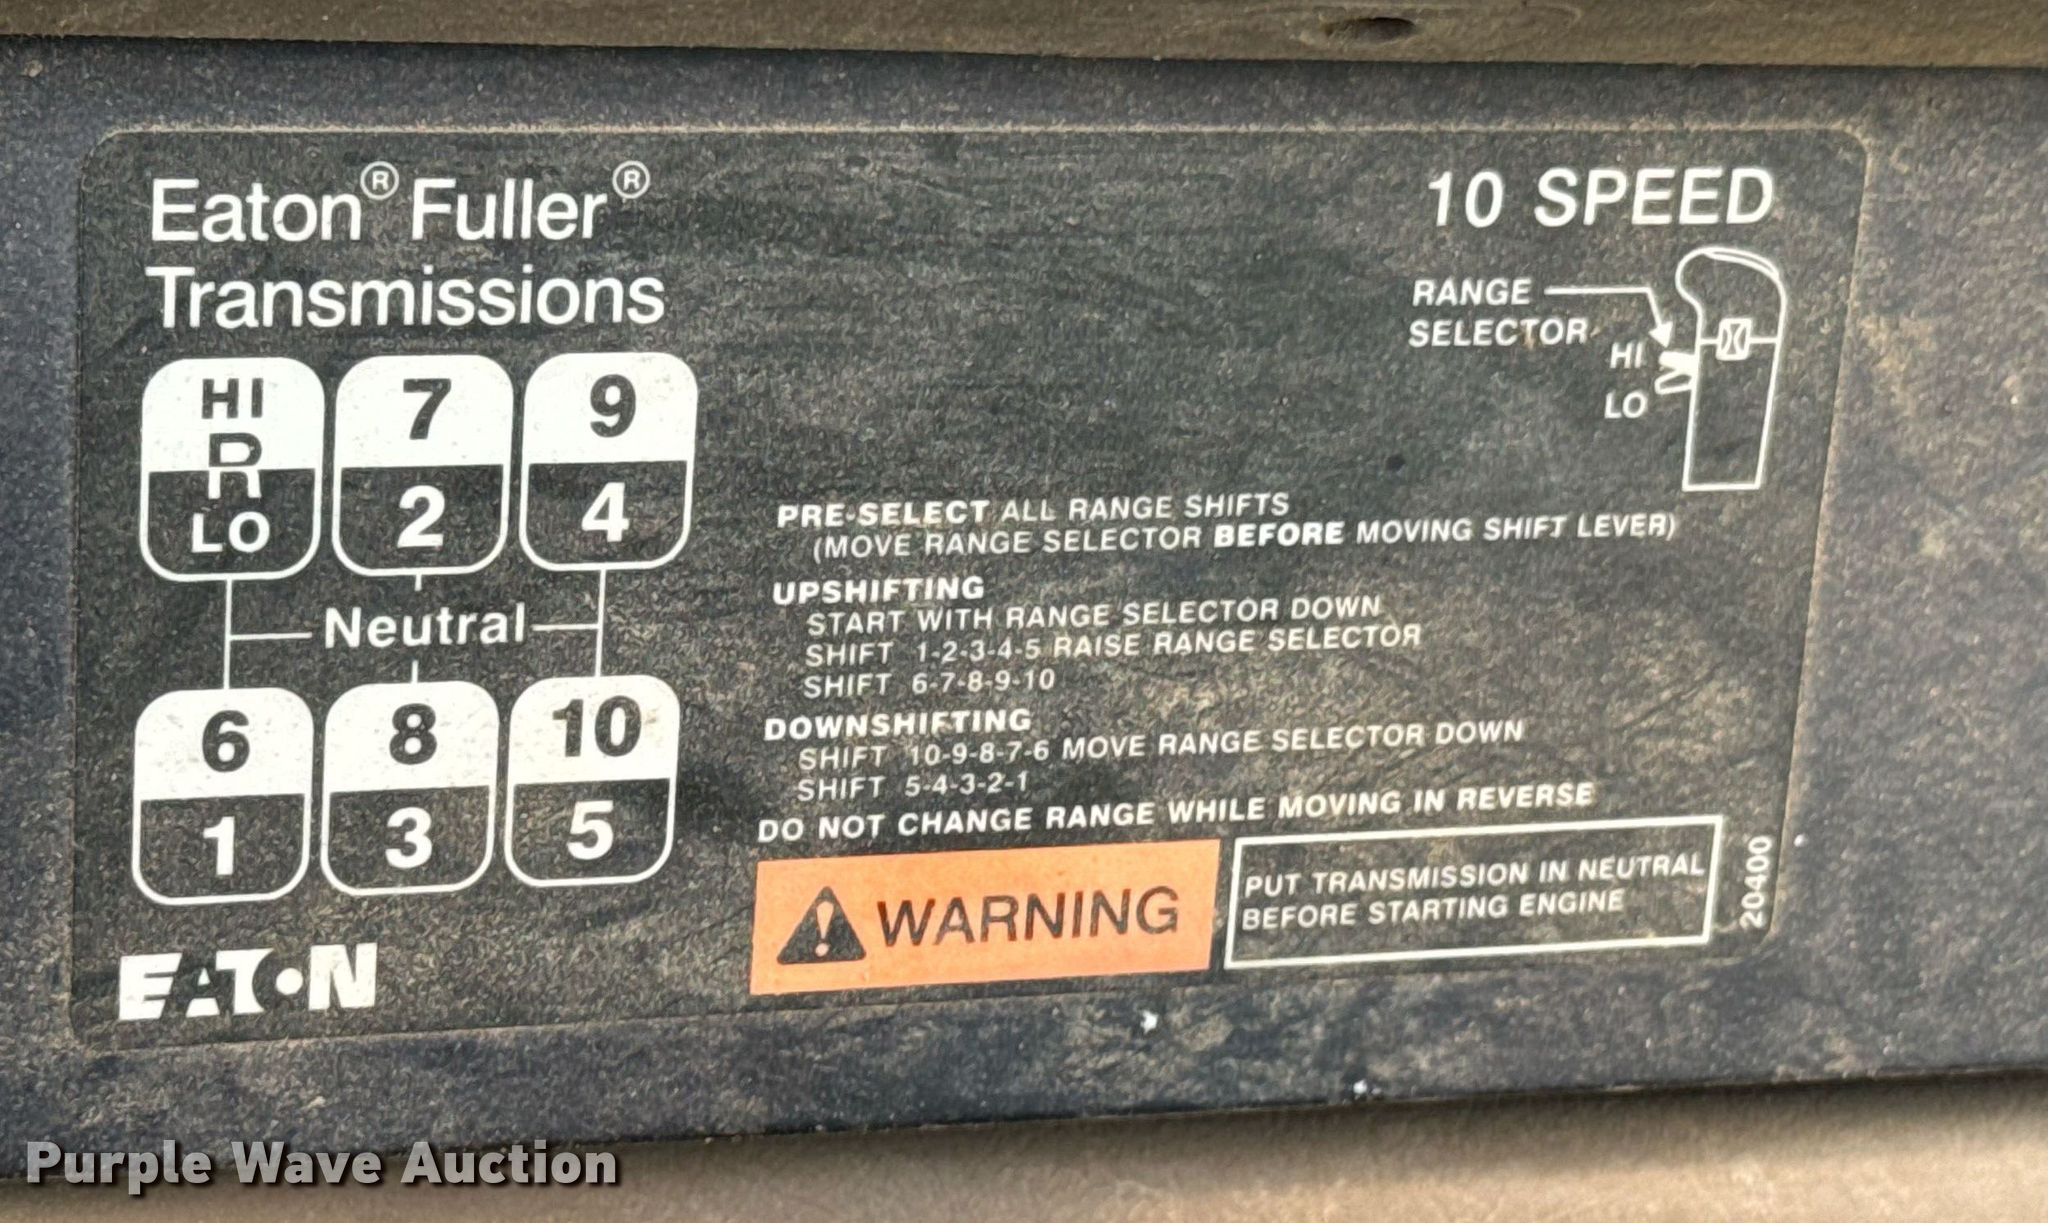 Eaton® Fuller®
Transmissions
10 SPEED
RANGE
SELECTOR
HI
LO
HI
R
LO
7
2
9
4
Neutral
6
1
8
3
10
5
PRE-SELECT ALL RANGE SHIFTS
(MOVE RANGE SELECTOR BEFORE MOVING SHIFT LEVER)
UPSHIFTING
START WITH RANGE SELECTOR DOWN
SHIFT 1-2-3-4-5 RAISE RANGE SELECTOR
SHIFT 6-7-8-9-10
DOWNSHIFTING
SHIFT 10-9-8-7-6 MOVE RANGE SELECTOR DOWN
SHIFT 5-4-3-2-1
DO NOT CHANGE RANGE WHILE MOVING IN REVERSE
WARNING
PUT TRANSMISSION IN NEUTRAL
BEFORE STARTING ENGINE
20400
EATON
Purple Wave Auction